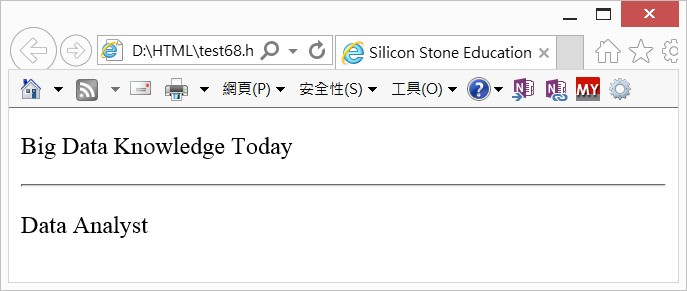 D:\HTML\test68.h
Silicon Stone Education
網頁(P) 安全性(S) 工具(O) ? N N MY
Big Data Knowledge Today
Data Analyst